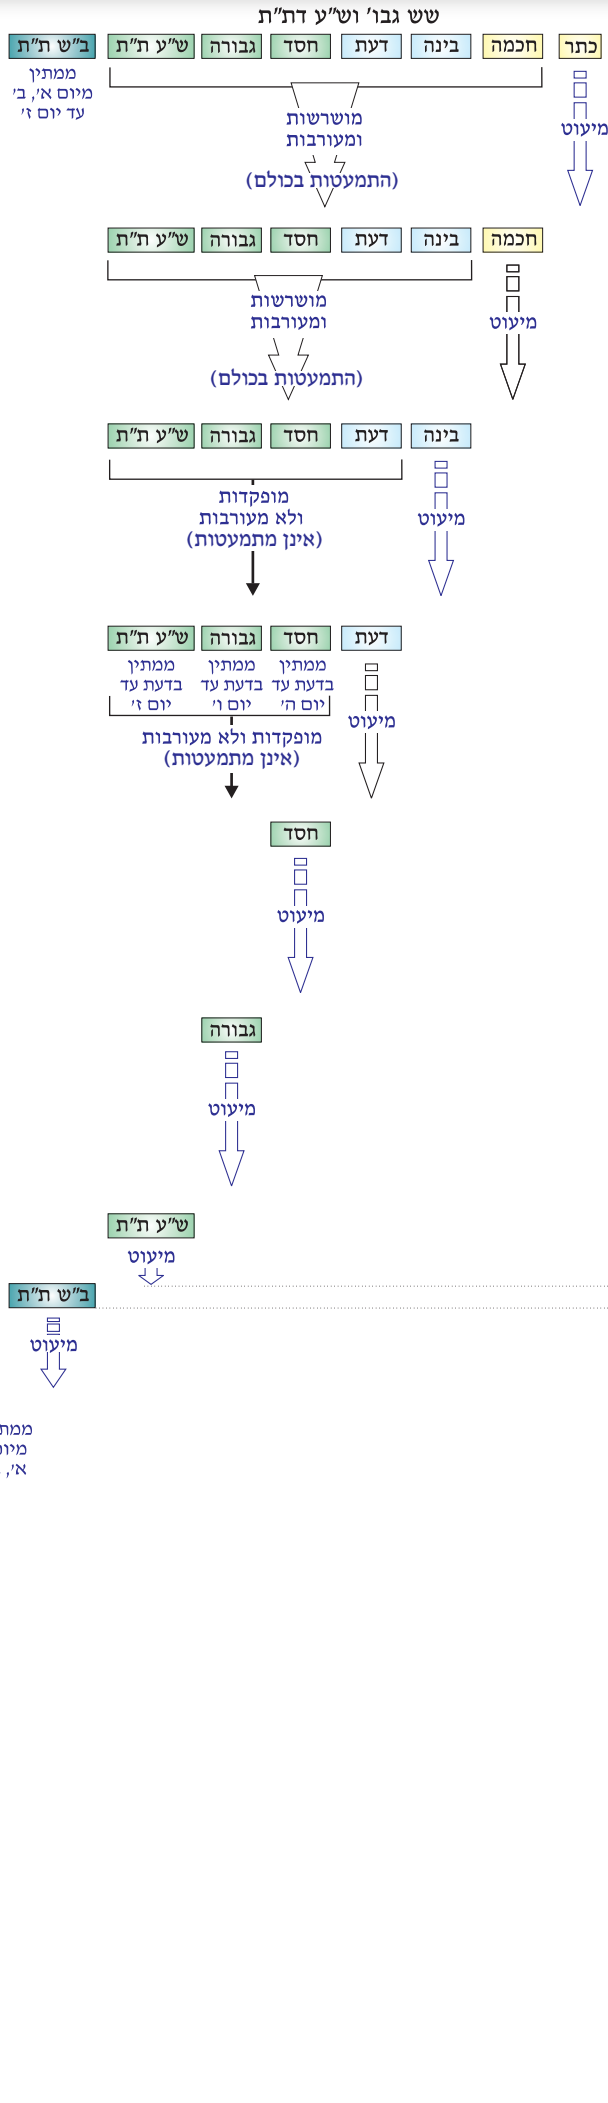 שש גבו' וש"ע דת"ת
כתר חכמה בינה דעת חסד גבורה ש"ע ת"ת ב"ש ת"ת
ממתין
מיום א', ב'
עד יום ז'
מושרשות
ומעורבות
מיעוט
(התמעטות בכולם)
חכמה בינה דעת חסד גבורה ש"ע ת"ת
מושרשות
ומעורבות
מיעוט
(התמעטות בכולם)
בינה דעת חסד גבורה ש"ע ת"ת
מופקדות
ולא מעורבות
(אינן מתמעטות)
מיעוט
דעת חסד גבורה ש"ע ת"ת
ממתין
בדעת עד
יום ה'
ממתין
בדעת עד
יום ו'
ממתין
בדעת עד
יום ז'
מיעוט
מופקדות ולא מעורבות
(אינן מתמעטות)
חסד
מיעוט
גבורה
מיעוט
ש"ע ת"ת
מיעוט
ב"ש ת"ת
מיעוט
א',